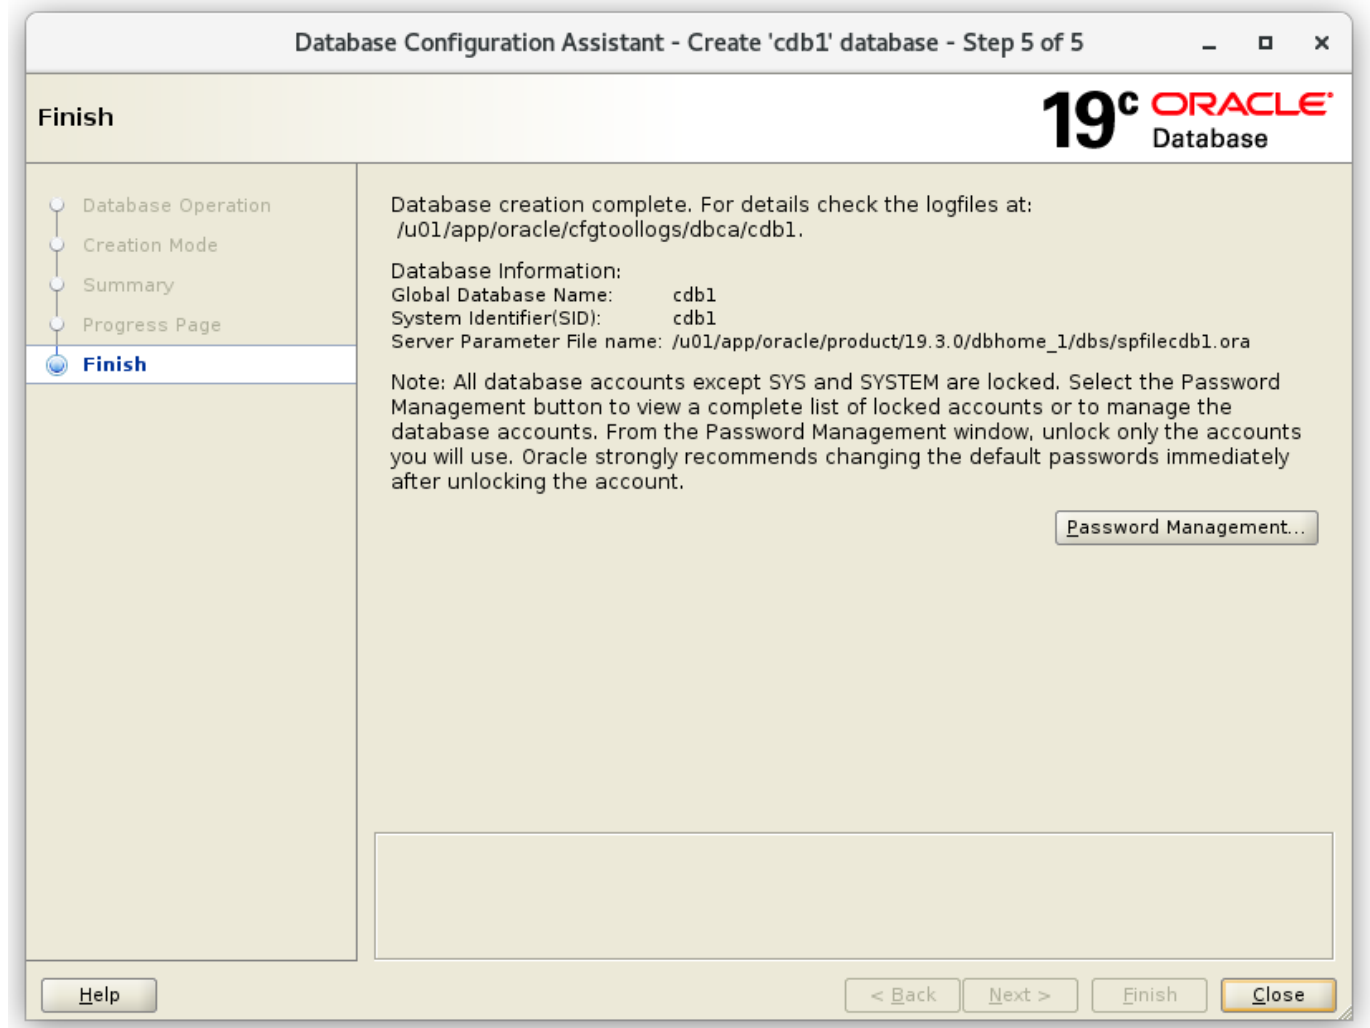 Database Configuration Assistant - Create 'cdb1' database - Step 5 of 5
Finish
19c ORACLE
Database
Database Operation
Creation Mode
Summary
Progress Page
Finish
Database creation complete. For details check the logfiles at:
/u01/app/oracle/cfgtoollogs/dbca/cdb1.
Database Information:
Global Database Name: cdb1
System Identifier(SID): cdb1
Server Parameter File name: /u01/app/oracle/product/19.3.0/dbhome_1/dbs/spfilecdb1.ora
Note: All database accounts except SYS and SYSTEM are locked. Select the Password
Management button to view a complete list of locked accounts or to manage the
database accounts. From the Password Management window, unlock only the accounts
you will use. Oracle strongly recommends changing the default passwords immediately
after unlocking the account.
Password Management...
Help
< Back
Next >
Finish
Close